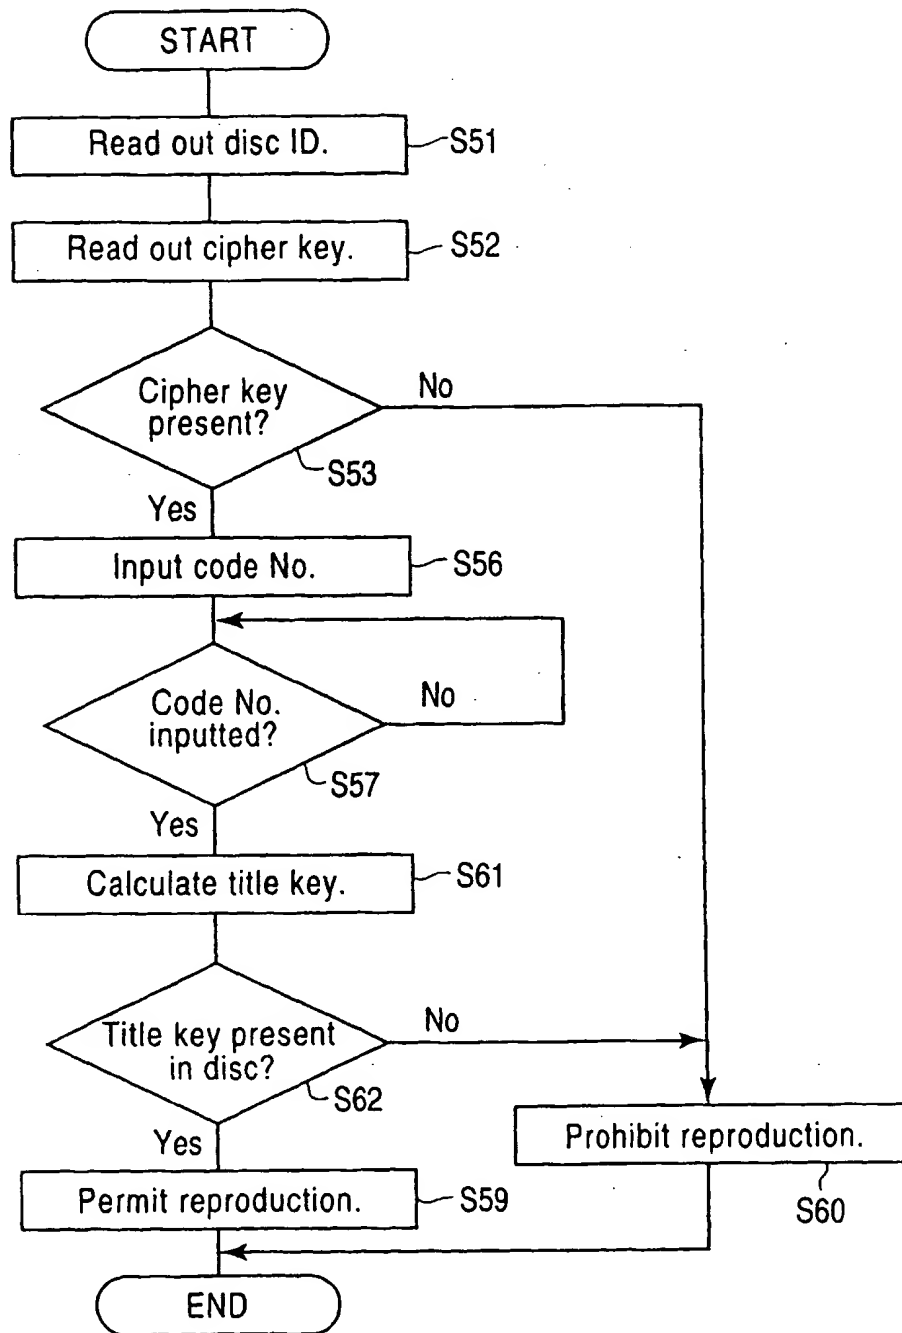 START
Read out disc ID.
S51
Read out cipher key.
S52
Cipher key
present?
No
S53
Yes
Input code No.
S56
Code No.
inputted?
No
S57
Yes
Calculate title key.
S61
Title key present
in disc?
No
S62
Yes
Prohibit reproduction.
S60
Permit reproduction.
S59
END